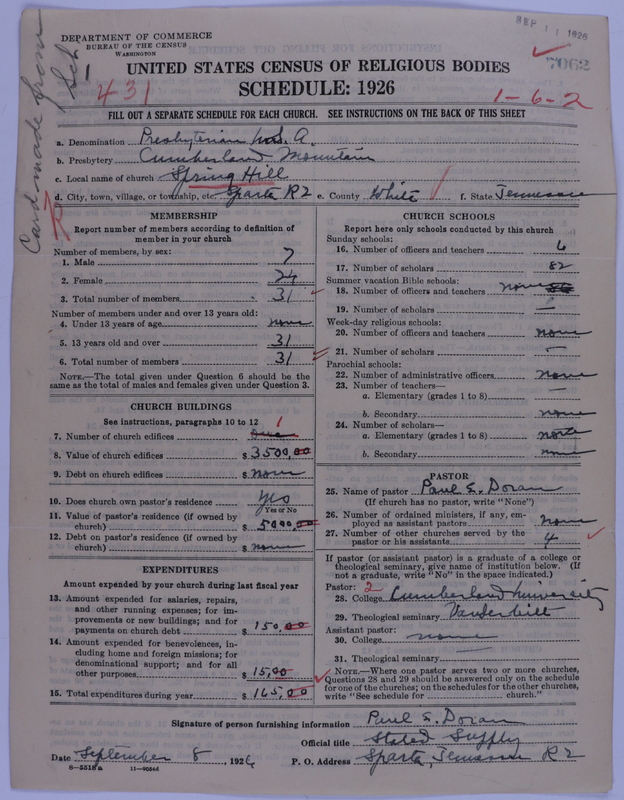 SEP 11 1926
DEPARTMENT OF COMMERCE
BUREAU OF THE CENSUS
WASHINGTON
7062
Card made from Sch 1
UNITED STATES CENSUS OF RELIGIOUS BODIES
431
SCHEDULE: 1926
1-6-2
FILL OUT A SEPARATE SCHEDULE FOR EACH CHURCH. SEE INSTRUCTIONS ON THE BACK OF THIS SHEET
a. Denomination Presbyterian U.S.A.
b. Presbytery Cumberland Mountain
c. Local name of church Spring Hill
d. City, town, village, or township, etc. Sparta R2 e. County White f. State Tennessee
MEMBERSHIP
Report number of members according to definition of
member in your church
Number of members, by sex:
1. Male 7
2. Female 24
3. Total number of members 31
Number of members under and over 13 years old:
4. Under 13 years of age none
5. 13 years old and over 31
6. Total number of members 31
NOTE.—The total given under Question 6 should be the
same as the total of males and females given under Question 3.
CHURCH BUILDINGS
See instructions, paragraphs 10 to 12
7. Number of church edifices 1
8. Value of church edifices $3500,00
9. Debt on church edifices $ none
10. Does church own pastor's residence yes
Yes or No
11. Value of pastor's residence (if owned by
church) $5000,00
12. Debt on pastor's residence (if owned by
church) $ none
EXPENDITURES
Amount expended by your church during last fiscal year
13. Amount expended for salaries, repairs,
and other running expenses; for im-
provements or new buildings; and for
payments on church debt $150.00
14. Amount expended for benevolences, in-
cluding home and foreign missions; for
denominational support; and for all
other purposes $15,00
15. Total expenditures during year $165,00
CHURCH SCHOOLS
Report here only schools conducted by this church
Sunday schools:
16. Number of officers and teachers 6
17. Number of scholars 82
Summer vacation Bible schools:
18. Number of officers and teachers none
19. Number of scholars —
Week-day religious schools:
20. Number of officers and teachers none
21. Number of scholars —
Parochial schools:
22. Number of administrative officers none
23. Number of teachers—
a. Elementary (grades 1 to 8) —
b. Secondary none
24. Number of scholars—
a. Elementary (grades 1 to 8) none
b. Secondary none
PASTOR
25. Name of pastor Paul E. Doran
(If church has no pastor, write "None")
26. Number of ordained ministers, if any, em-
ployed as assistant pastors none
27. Number of other churches served by the
pastor or his assistants 4
If pastor (or assistant pastor) is a graduate of a college or
theological seminary, give name of institution below. (If
not a graduate, write "No" in the space indicated.)
Pastor: 2
28. College Cumberland University
29. Theological seminary Vanderbilt
Assistant pastor:
30. College none
31. Theological seminary —
NOTE.—Where one pastor serves two or more churches,
Questions 28 and 29 should be answered only on the schedule
for one of the churches; on the schedules for the other churches,
write "See schedule for ______ church."
Signature of person furnishing information Paul E. Doran
Official title Stated Supply
Date September 8, 1926 P. O. Address Sparta, Tennessee R2
8-5518a 11-9084d